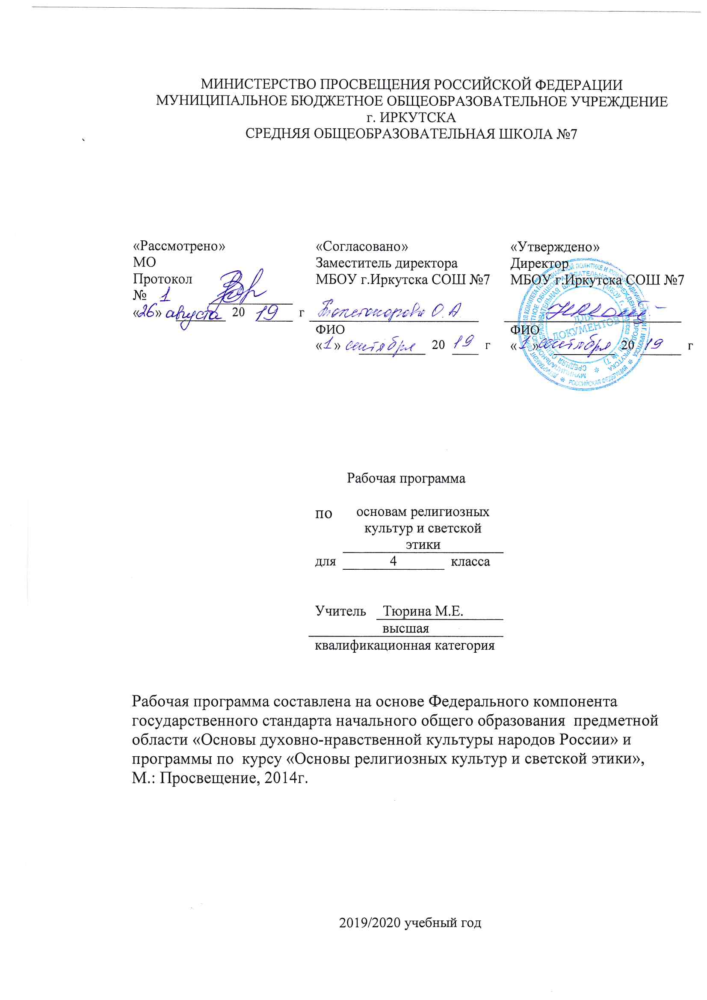 МИНИСТЕРСТВО ПРОСВЕЩЕНИЯ РОССИЙСКОЙ ФЕДЕРАЦИИ
МУНИЦИПАЛЬНОЕ БЮДЖЕТНОЕ ОБЩЕОБРАЗОВАТЕЛЬНОЕ УЧРЕЖДЕНИЕ
г. ИРКУТСКА
СРЕДНЯЯ ОБЩЕОБРАЗОВАТЕЛЬНАЯ ШКОЛА №7
«Рассмотрено»
МО
Протокол
№ 1
«26» августа 20 19 г
«Согласовано»
Заместитель директора
МБОУ г.Иркутска СОШ №7
О.А
ФИО
«1» сентября 20 19 г
«Утверждено»
Директор
МБОУ г.Иркутска СОШ №7
ФИО
«1» сентября 20 19 г
ДЛЯ
ДОКУМЕНТОВ
РОССИЙСКАЯ ФЕДЕРАЦИЯ
Рабочая программа
по основам религиозных
культур и светской
этики
для 4 класса
Учитель Тюрина М.Е.
высшая
квалификационная категория
Рабочая программа составлена на основе Федерального компонента
государственного стандарта начального общего образования предметной
области «Основы духовно-нравственной культуры народов России» и
программы по курсу «Основы религиозных культур и светской этики»,
М.: Просвещение, 2014г.
2019/2020 учебный год